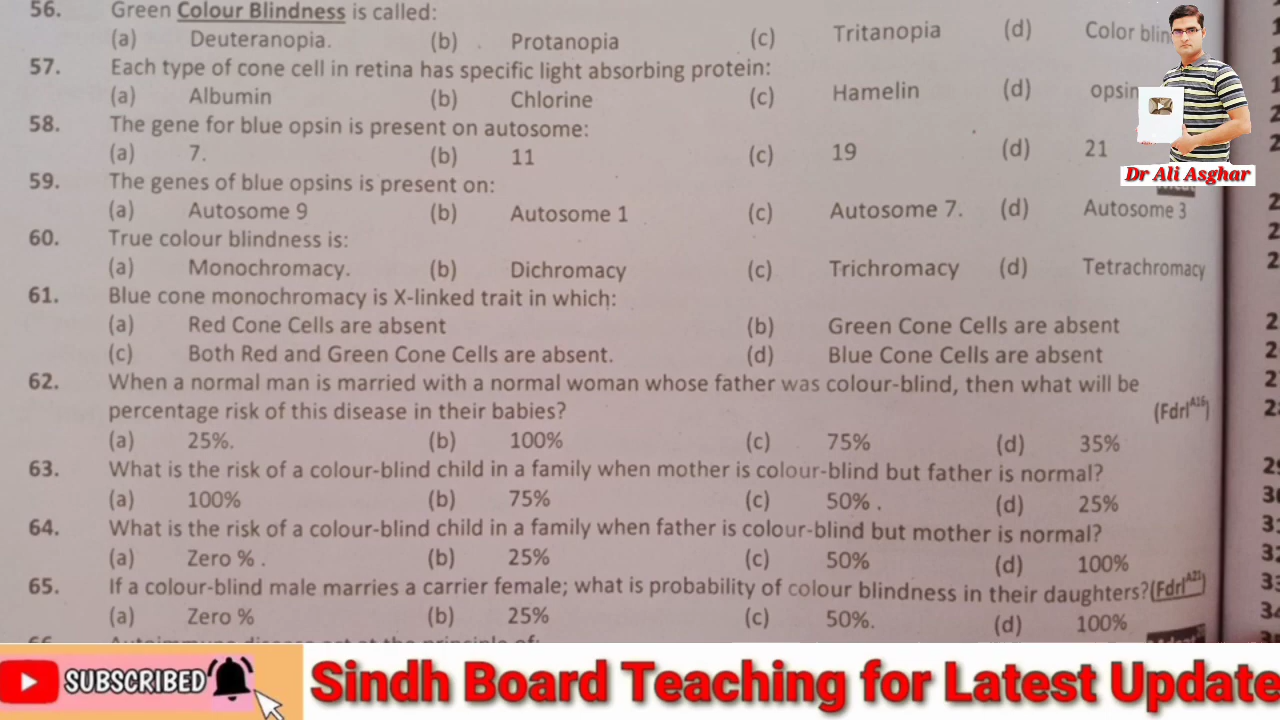 56. Green Colour Blindness is called:
(a) Deuteranopia. (b) Protanopia (c) Tritanopia (d) Color
57. Each type of cone cell in retina has specific light absorbing protein:
(a) Albumin (b) Chlorine (c) Hamelin (d) opsin
58. The gene for blue opsin is present on autosome:
(a) 7. (b) 11 (c) 19 (d) 21
Dr Ali Asghar
59. The genes of blue opsins is present on:
(a) Autosome 9 (b) Autosome 1 (c) Autosome 7. (d) Autosome 3
60. True colour blindness is:
(a) Monochromacy. (b) Dichromacy (c) Trichromacy (d) Tetrachromacy
61. Blue cone monochromacy is X-linked trait in which:
(a) Red Cone Cells are absent (b) Green Cone Cells are absent
(c) Both Red and Green Cone Cells are absent. (d) Blue Cone Cells are absent
62. When a normal man is married with a normal woman whose father was colour-blind, then what will be
percentage risk of this disease in their babies? (Fdrl A16)
(a) 25%. (b) 100% (c) 75% (d) 35%
63. What is the risk of a colour-blind child in a family when mother is colour-blind but father is normal?
(a) 100% (b) 75% (c) 50% . (d) 25%
64. What is the risk of a colour-blind child in a family when father is colour-blind but mother is normal?
(a) Zero % . (b) 25% (c) 50% (d) 100%
65. If a colour-blind male marries a carrier female; what is probability of colour blindness in their daughters? (Fdrl A21)
(a) Zero % (b) 25% (c) 50%. (d) 100%
SUBSCRIBED Sindh Board Teaching for Latest Update